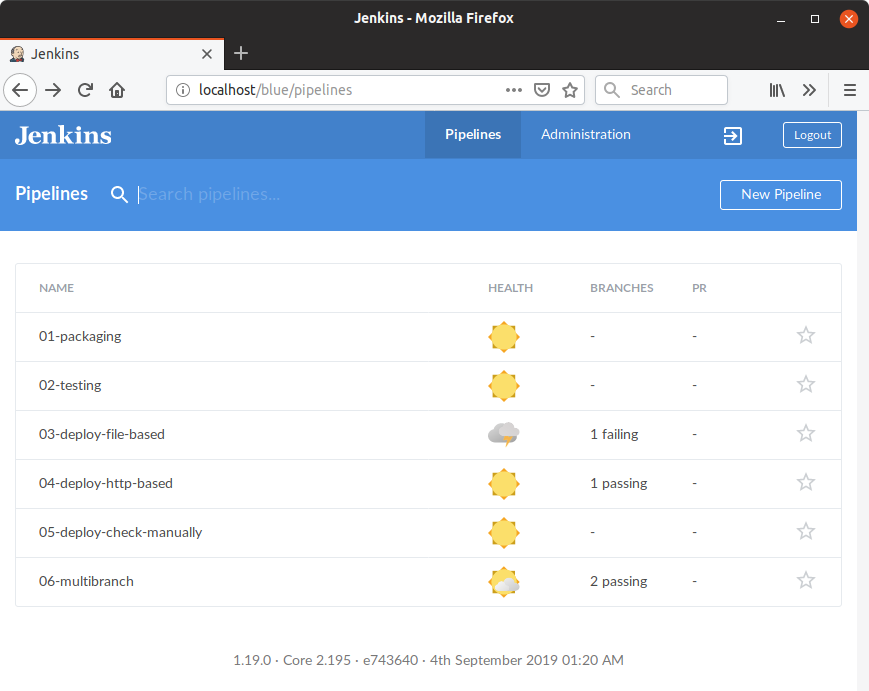 Jenkins - Mozilla Firefox
Jenkins
localhost/blue/pipelines
Search
Jenkins
Pipelines
Administration
Logout
Pipelines
Search pipelines...
New Pipeline
NAME HEALTH BRANCHES PR
01-packaging - -
02-testing - -
03-deploy-file-based 1 failing -
04-deploy-http-based 1 passing -
05-deploy-check-manually - -
06-multibranch 2 passing -
1.19.0 · Core 2.195 · e743640 · 4th September 2019 01:20 AM